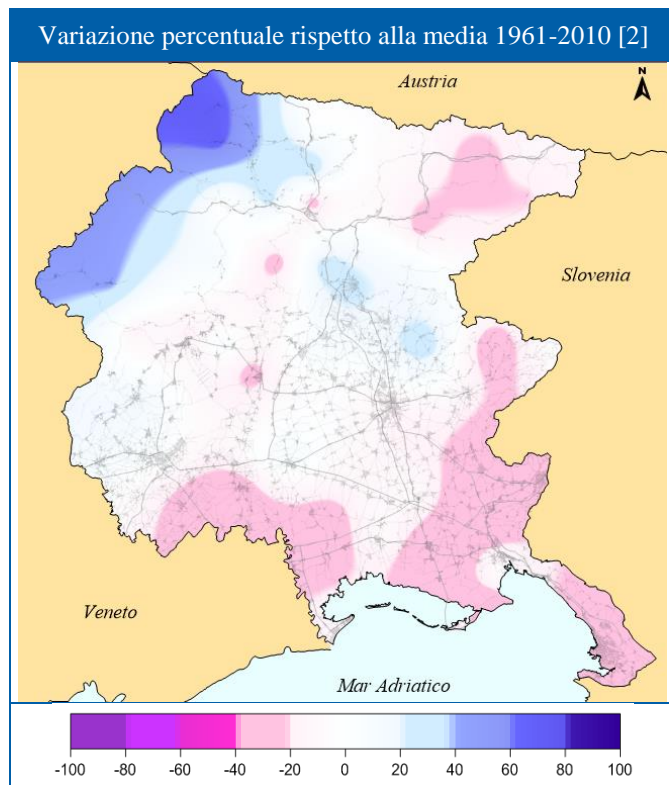 Variazione percentuale rispetto alla media 1961-2010 [2]
Austria
N
Slovenia
Veneto
Mar Adriatico
-100 -80 -60 -40 -20 0 20 40 60 80 100